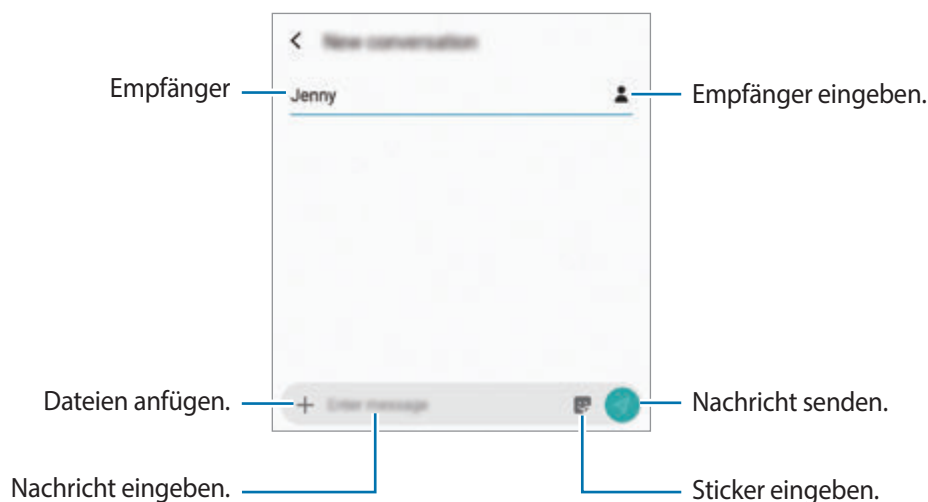 New conversation
Empfänger
Jenny
Empfänger eingeben.
Dateien anfügen.
Enter message
Nachricht senden.
Nachricht eingeben.
Sticker eingeben.